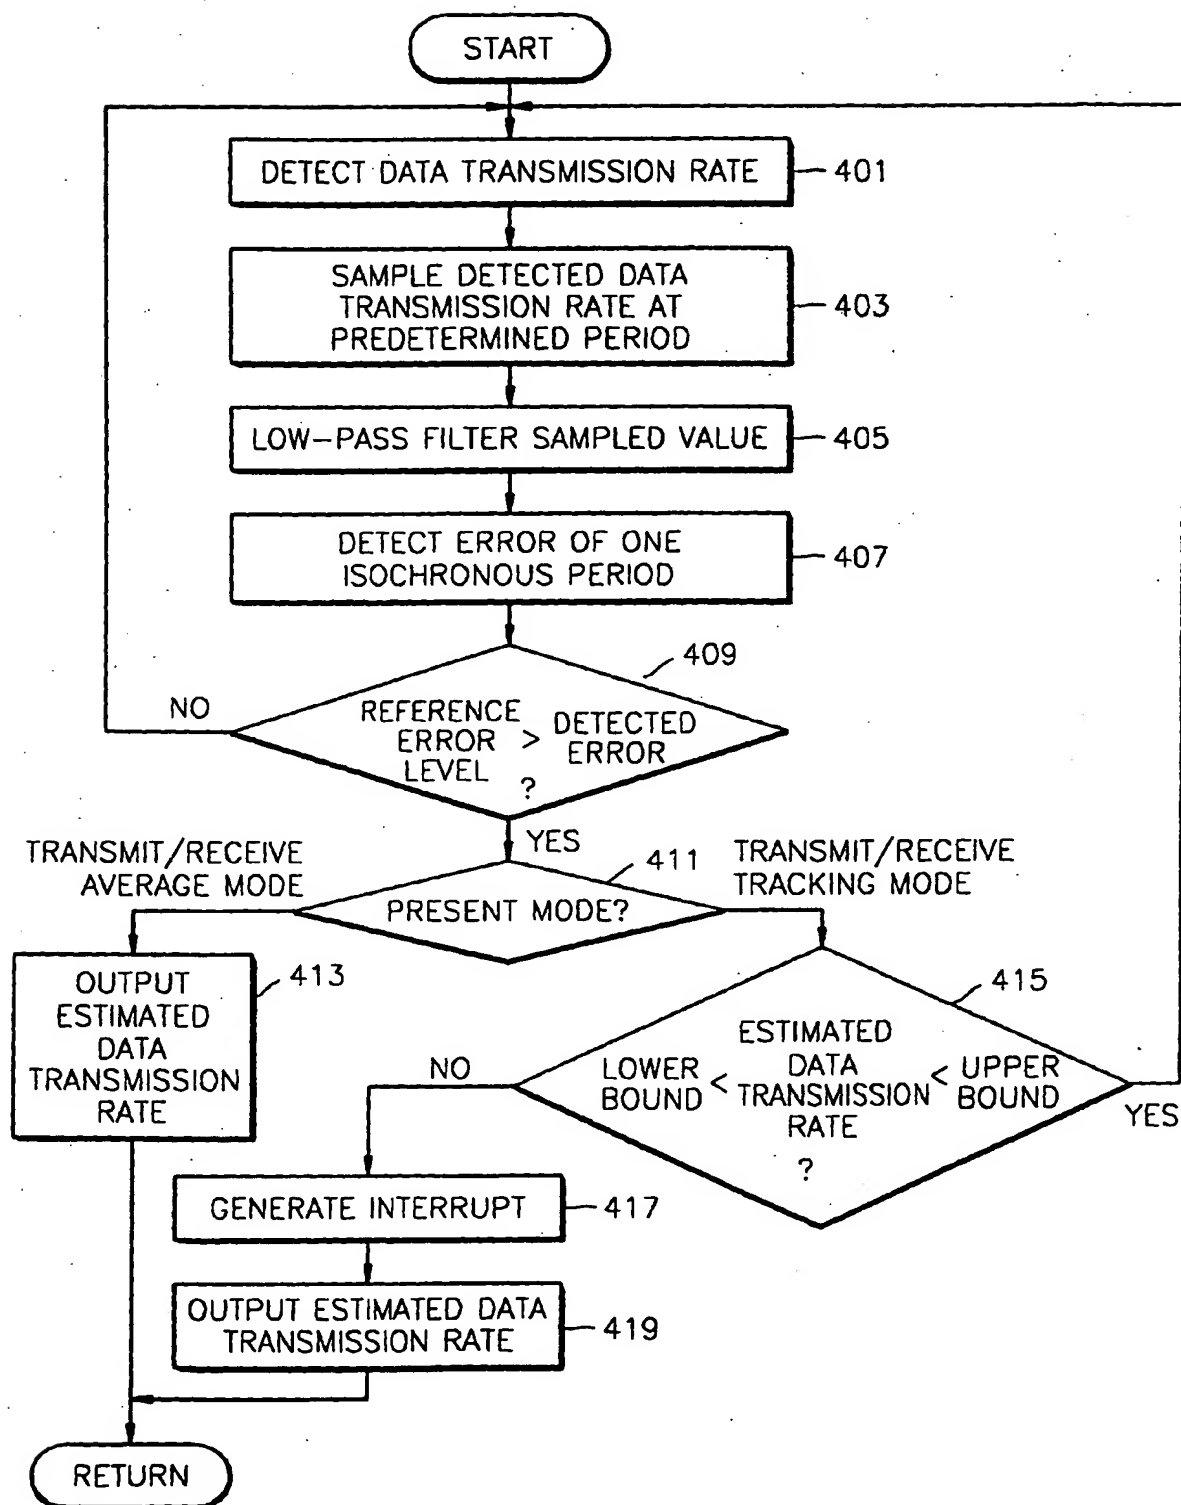 START
DETECT DATA TRANSMISSION RATE
401
SAMPLE DETECTED DATA
TRANSMISSION RATE AT
PREDETERMINED PERIOD
403
LOW-PASS FILTER SAMPLED VALUE
405
DETECT ERROR OF ONE
ISOCHRONOUS PERIOD
407
409
NO
REFERENCE
ERROR
LEVEL
>
DETECTED
ERROR
?
YES
TRANSMIT/RECEIVE
AVERAGE MODE
411
PRESENT MODE?
TRANSMIT/RECEIVE
TRACKING MODE
OUTPUT
ESTIMATED
DATA
TRANSMISSION
RATE
413
415
NO
LOWER
BOUND
<
ESTIMATED
DATA
TRANSMISSION
RATE
<
UPPER
BOUND
?
YES
GENERATE INTERRUPT
417
OUTPUT ESTIMATED DATA
TRANSMISSION RATE
419
RETURN